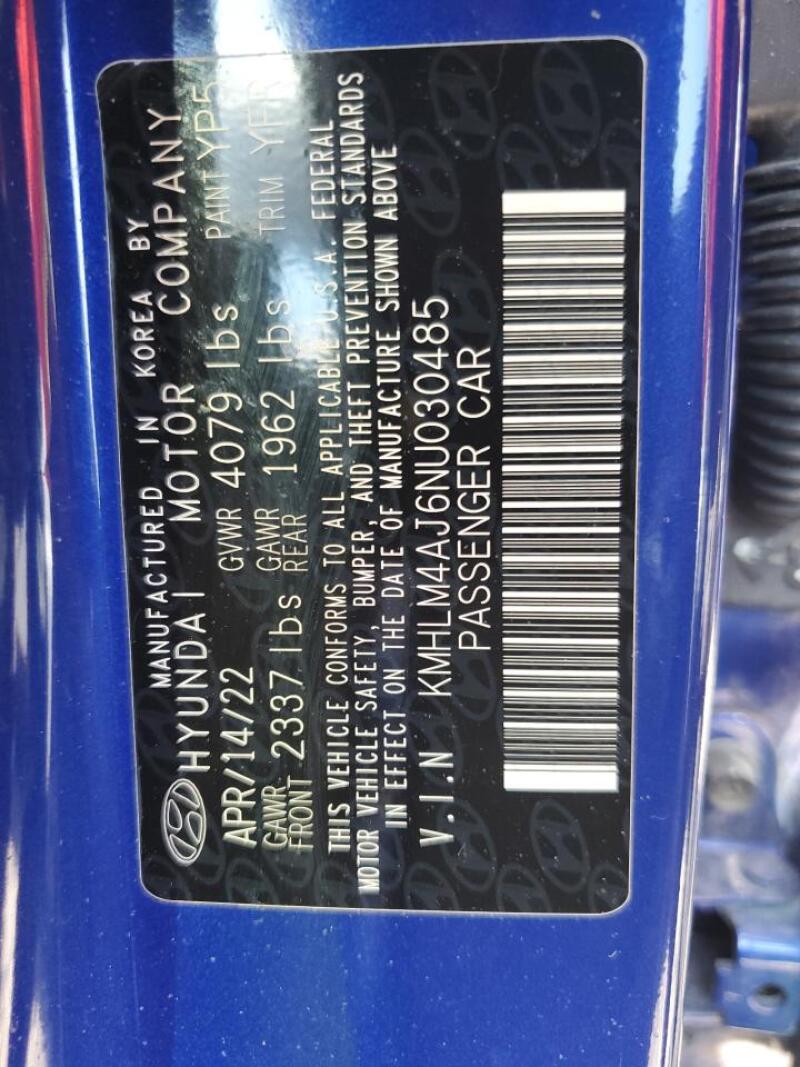 MANUFACTURED IN KOREA BY
HYUNDAI MOTOR COMPANY
APR/14/22 GVWR 4079 lbs PAINT YP5
GAWR FRONT 2337 lbs GAWR REAR 1962 lbs TRIM YFR
THIS VEHICLE CONFORMS TO ALL APPLICABLE U.S.A. FEDERAL
MOTOR VEHICLE SAFETY, BUMPER, AND THEFT PREVENTION STANDARDS
IN EFFECT ON THE DATE OF MANUFACTURE SHOWN ABOVE
V.I.N KMHLM4AJ6NU030485
PASSENGER CAR